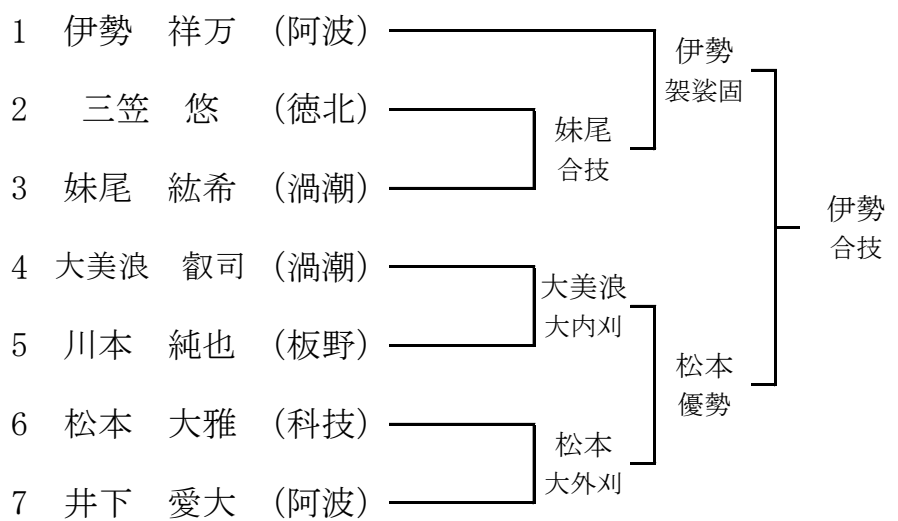 1 伊勢 祥万 (阿波)
2 三笠 悠 (徳北)
3 妹尾 紘希 (渦潮)
4 大美浪 叡司 (渦潮)
5 川本 純也 (板野)
6 松本 大雅 (科技)
7 井下 愛大 (阿波)
妹尾
合技
大美浪
大内刈
松本
大外刈
伊勢
袈裟固
松本
優勢
伊勢
合技